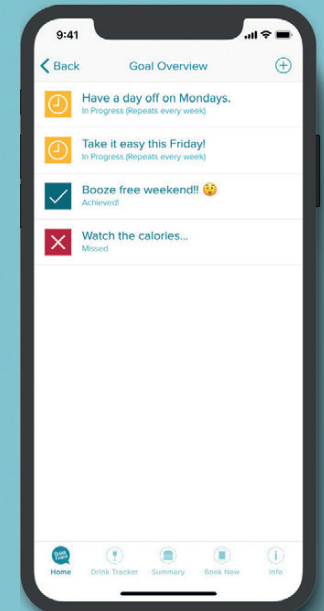 9:41
Back
Goal Overview
Have a day off on Mondays.
In Progress (Repeats every week)
Take it easy this Friday!
In Progress (Repeats every week)
Booze free weekend!! 😲
Achieved!
Watch the calories...
Missed
Home
Drink Tracker
Summary
Book Now
Info